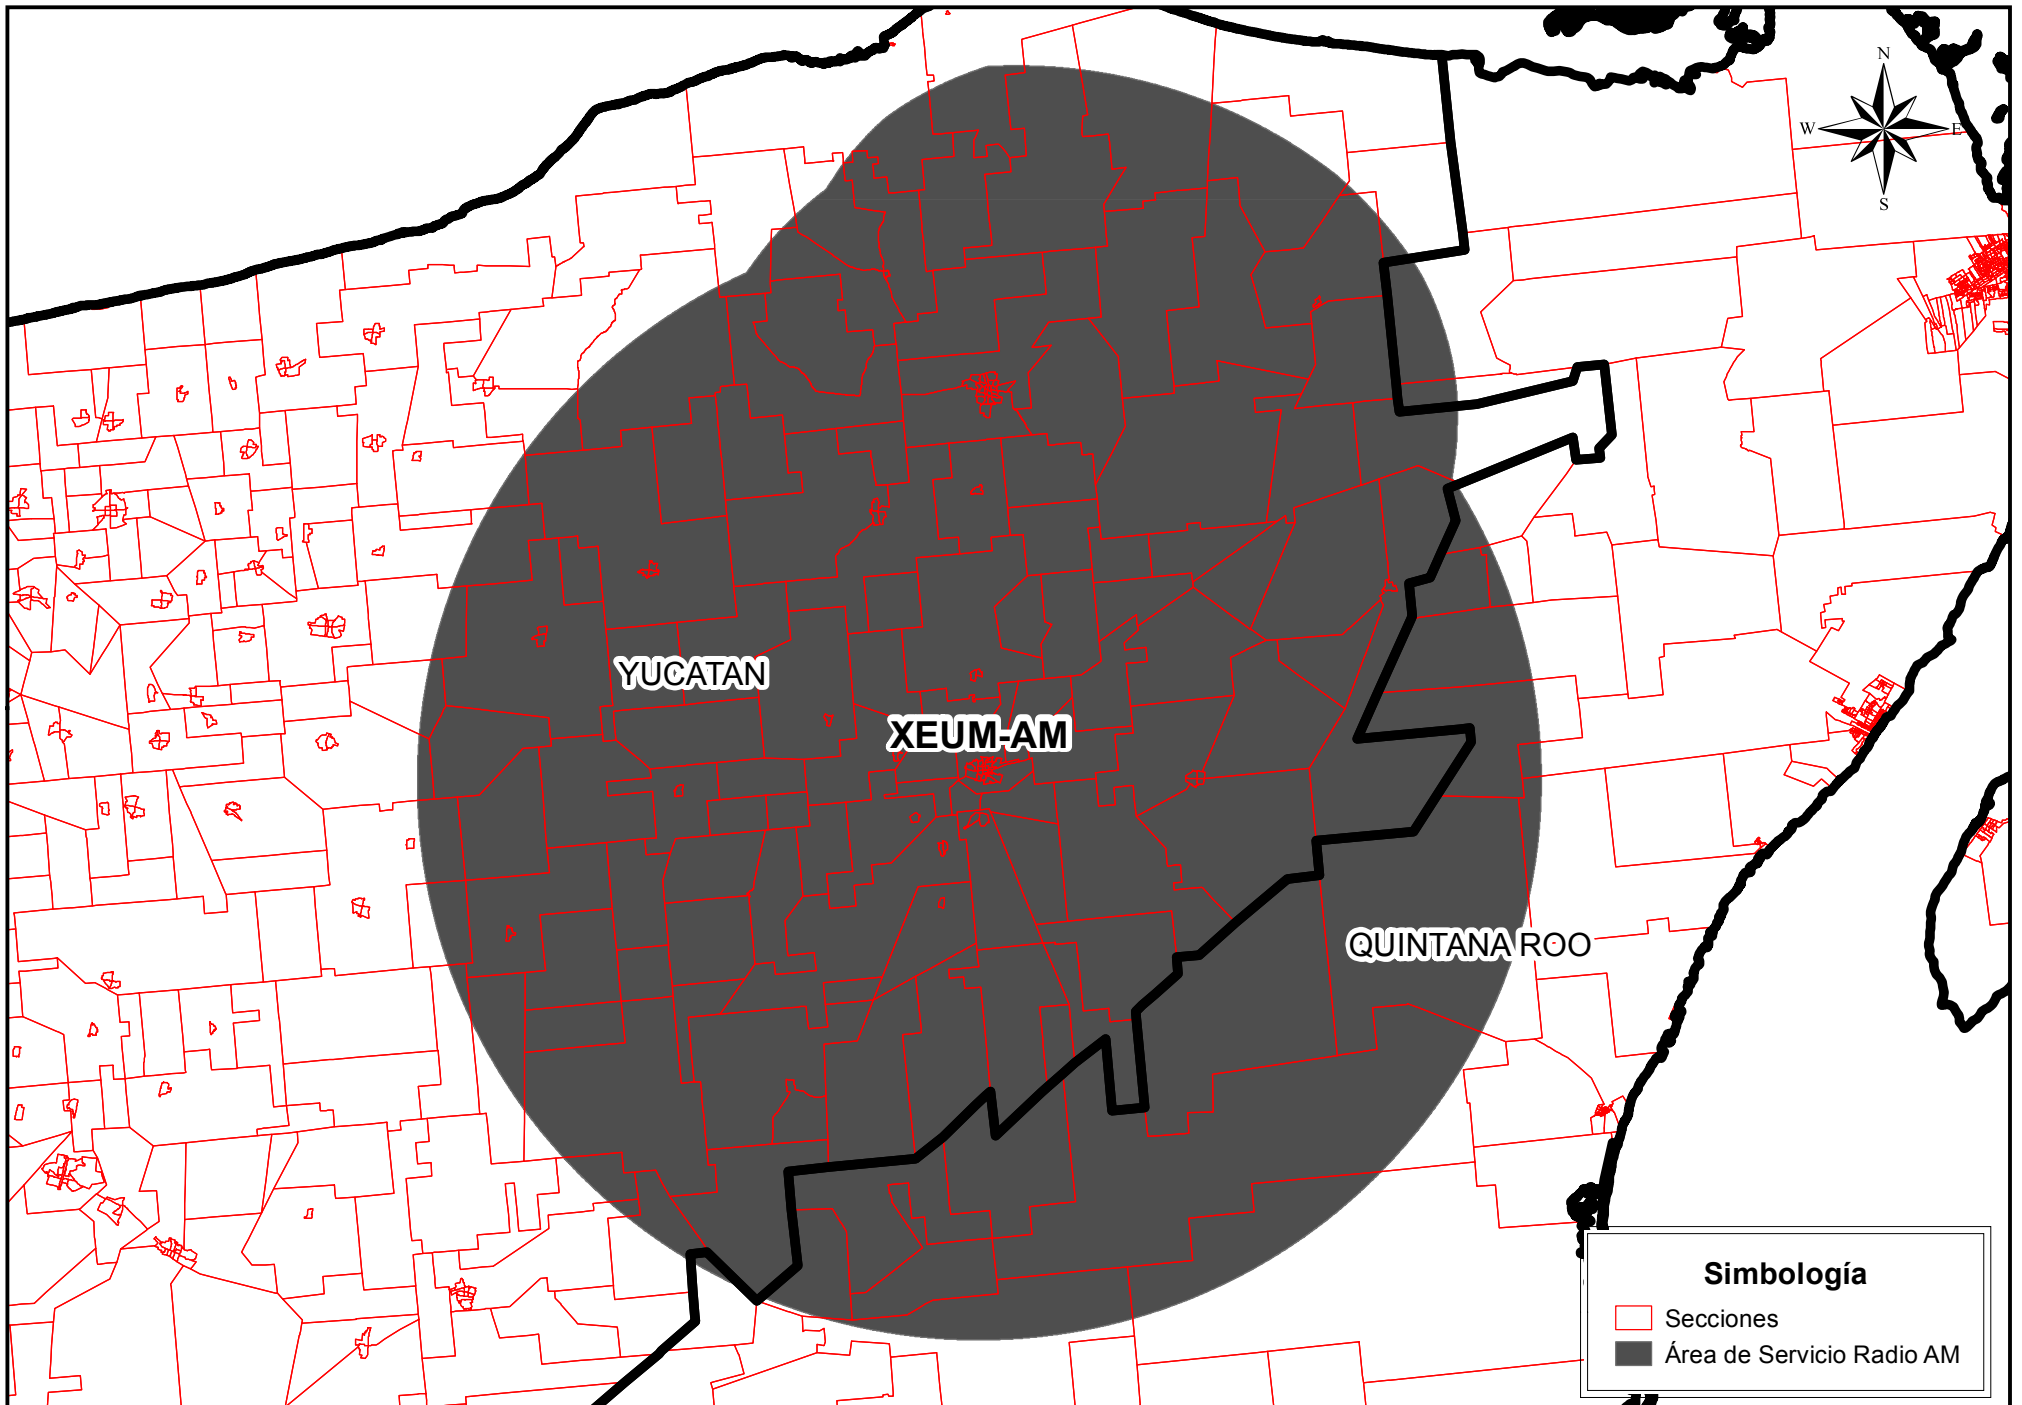 N
W E
S
YUCATAN
XEUM-AM
QUINTANA ROO
Simbología
Secciones
Área de Servicio Radio AM